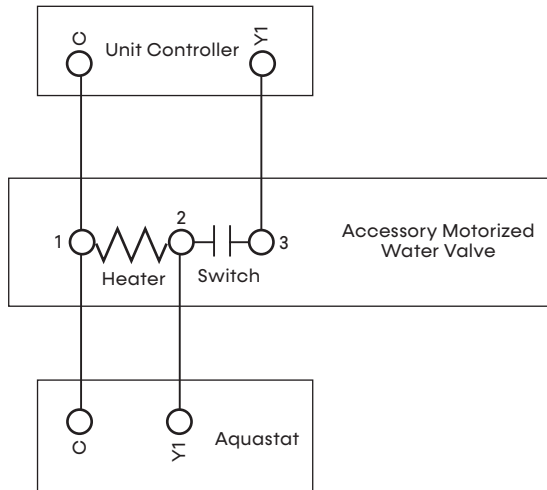 C
Unit Controller
Y1
1
2
3
Heater
Switch
Accessory Motorized
Water Valve
C
Y1
Aquastat